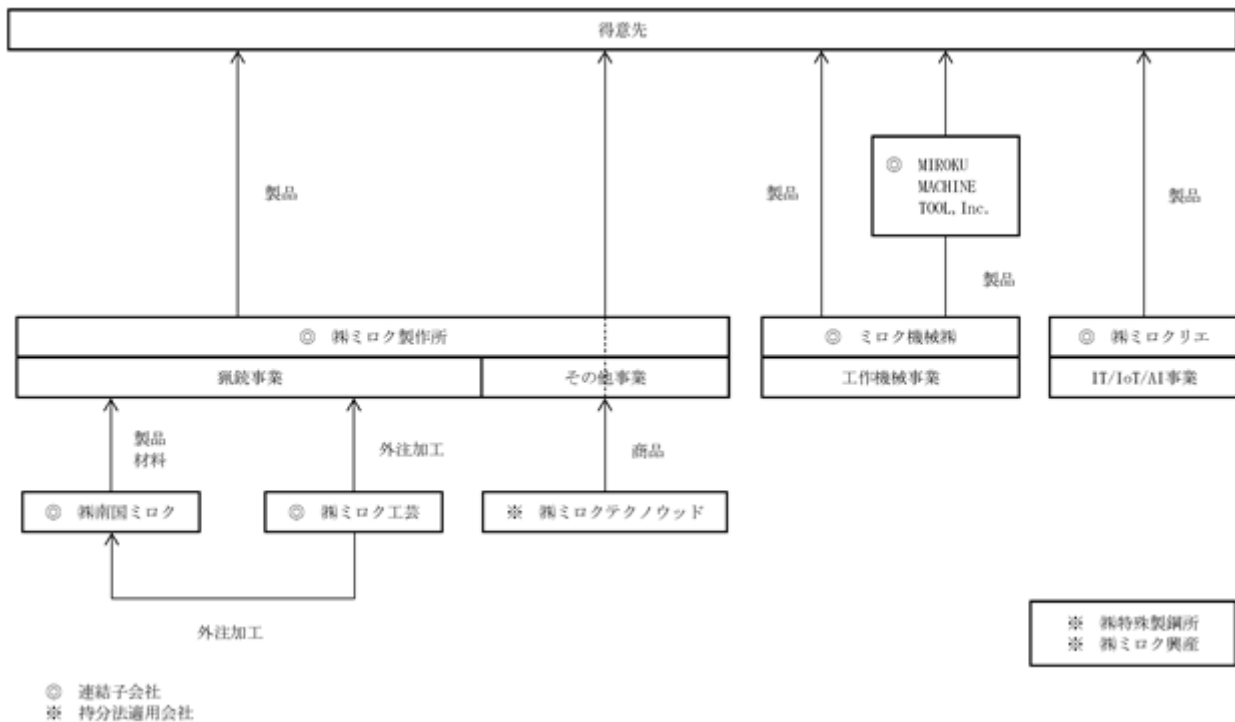 得意先
製品
製品
◎ MIROKU
MACHINE
TOOL,Inc.
製品
製品
◎ ㈱ミロク製作所
◎ ミロク機械㈱
◎ ㈱ミロクリエ
猟銃事業
その他事業
工作機械事業
IT/IoT/AI事業
製品
材料
外注加工
商品
◎ ㈱南国ミロク
◎ ㈱ミロク工芸
※ ㈱ミロクテクノウッド
外注加工
※ ㈱特殊製鋼所
※ ㈱ミロク興産
◎ 連結子会社
※ 持分法適用会社